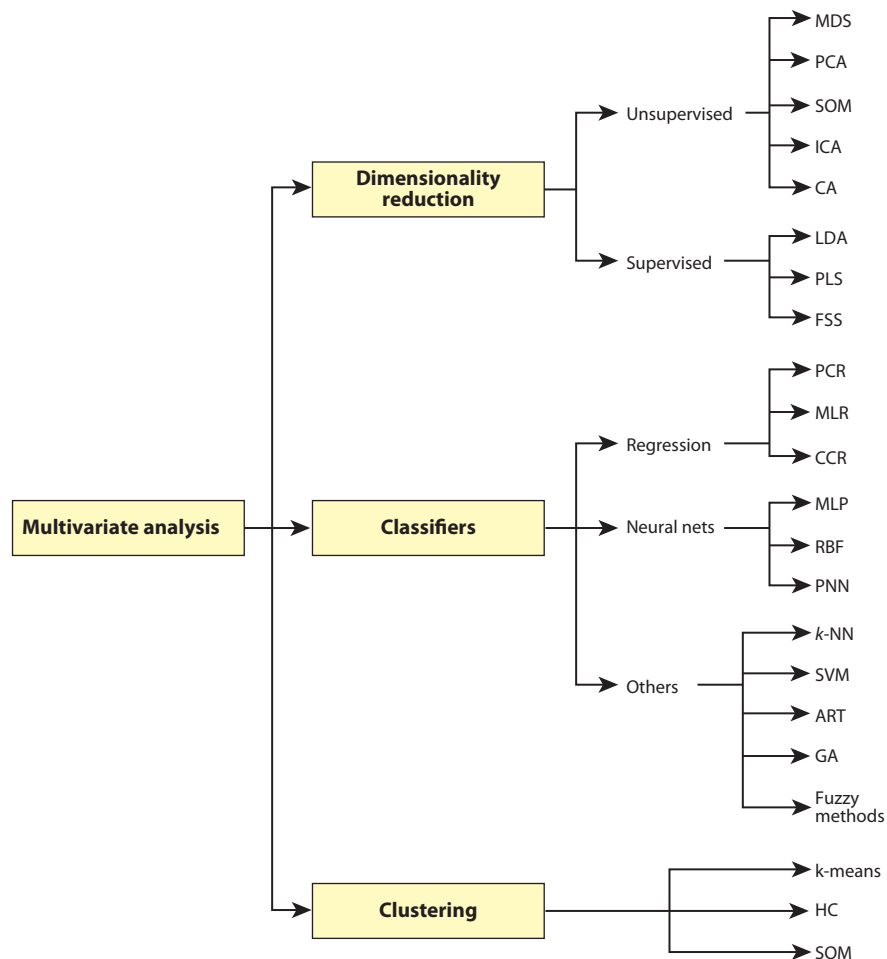 Multivariate analysis
Dimensionality
reduction
Unsupervised
MDS
PCA
SOM
ICA
CA
Supervised
LDA
PLS
FSS
Classifiers
Regression
PCR
MLR
CCR
Neural nets
MLP
RBF
PNN
Others
k-NN
SVM
ART
GA
Fuzzy
methods
Clustering
k-means
HC
SOM